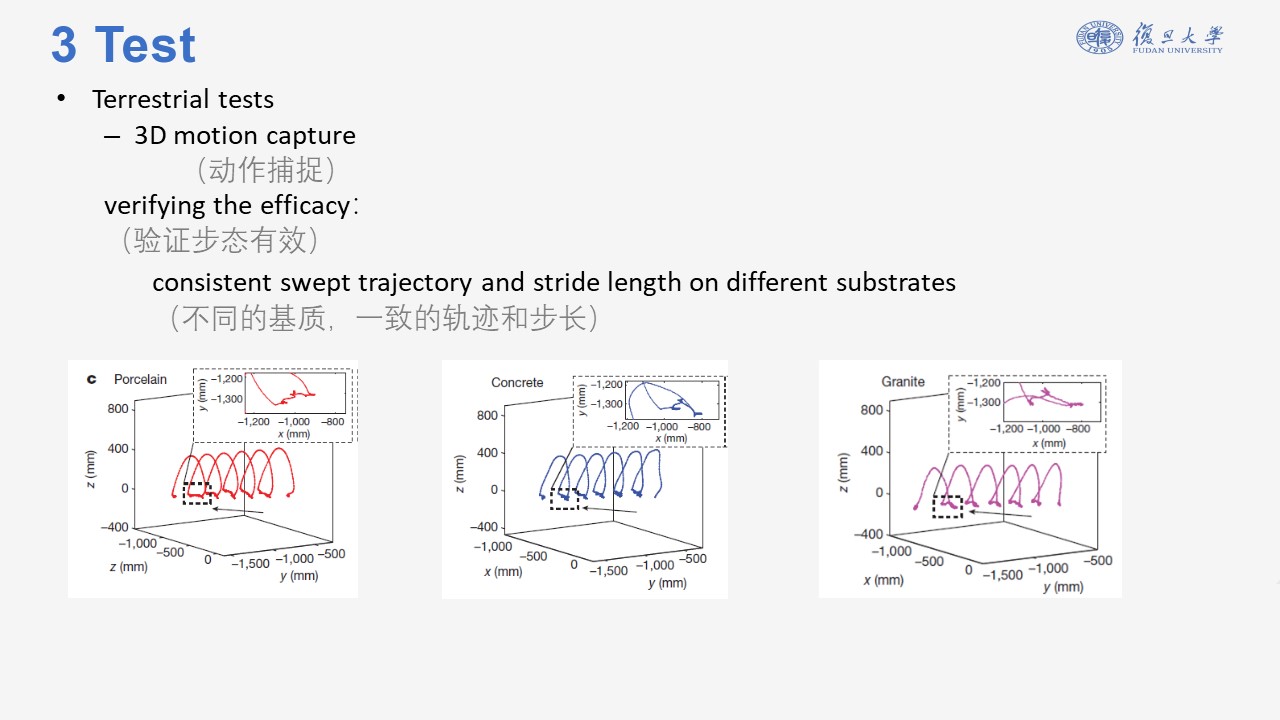 3 Test
復旦大學
FUDAN UNIVERSITY
• Terrestrial tests
– 3D motion capture
（动作捕捉）
verifying the efficacy：
（验证步态有效）
consistent swept trajectory and stride length on different substrates
（不同的基质，一致的轨迹和步长）
c Porcelain
−1,200
−1,300
y (mm)
−1,200 −1,000 −800
x (mm)
800
400
0
−400
z (mm)
−1,000
−500
0
z (mm)
−1,500 −1,000 −500
y (mm)
Concrete
−1,200
−1,300
y (mm)
−1,200 −1,000 −800
x (mm)
800
400
0
−400
z (mm)
−1,000
−500
0
x (mm)
−1,500 −1,000 −500
y (mm)
Granite
−1,200
−1,300
y (mm)
−1,200 −1,000 −800
x (mm)
800
400
0
−400
z (mm)
−1,000
−500
0
x (mm)
−1,500 −1,000 −500
y (mm)